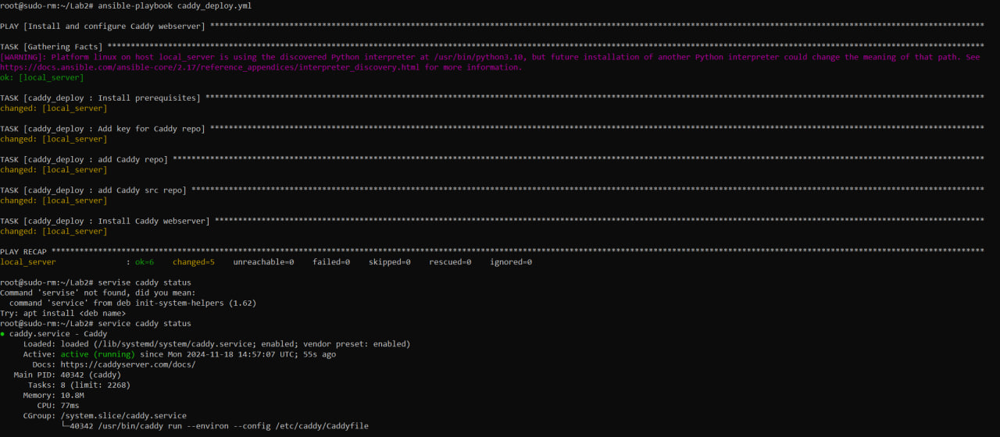 root@sudo-rm:~/Lab2# ansible-playbook caddy_deploy.yml
PLAY [Install and configure Caddy webserver] *********************************************************************************************************************************************************************
TASK [Gathering Facts] *******************************************************************************************************************************************************************************************
[WARNING]: Platform linux on host local_server is using the discovered Python interpreter at /usr/bin/python3.10, but future installation of another Python interpreter could change the meaning of that path. See
https://docs.ansible.com/ansible-core/2.17/reference_appendices/interpreter_discovery.html for more information.
ok: [local_server]
TASK [caddy_deploy : Install prerequisites] **********************************************************************************************************************************************************************
changed: [local_server]
TASK [caddy_deploy : Add key for Caddy repo] *********************************************************************************************************************************************************************
changed: [local_server]
TASK [caddy_deploy : add Caddy repo] *****************************************************************************************************************************************************************************
changed: [local_server]
TASK [caddy_deploy : add Caddy src repo] *************************************************************************************************************************************************************************
changed: [local_server]
TASK [caddy_deploy : Install Caddy webserver] ********************************************************************************************************************************************************************
changed: [local_server]
PLAY RECAP *******************************************************************************************************************************************************************************************************
local_server               : ok=6    changed=5    unreachable=0    failed=0    skipped=0    rescued=0    ignored=0
root@sudo-rm:~/Lab2# servise caddy status
Command 'servise' not found, did you mean:
  command 'service' from deb init-system-helpers (1.62)
Try: apt install <deb name>
root@sudo-rm:~/Lab2# service caddy status
● caddy.service - Caddy
     Loaded: loaded (/lib/systemd/system/caddy.service; enabled; vendor preset: enabled)
     Active: active (running) since Mon 2024-11-18 14:57:07 UTC; 55s ago
       Docs: https://caddyserver.com/docs/
   Main PID: 40342 (caddy)
      Tasks: 8 (limit: 2268)
     Memory: 10.8M
        CPU: 77ms
     CGroup: /system.slice/caddy.service
             └─40342 /usr/bin/caddy run --environ --config /etc/caddy/Caddyfile